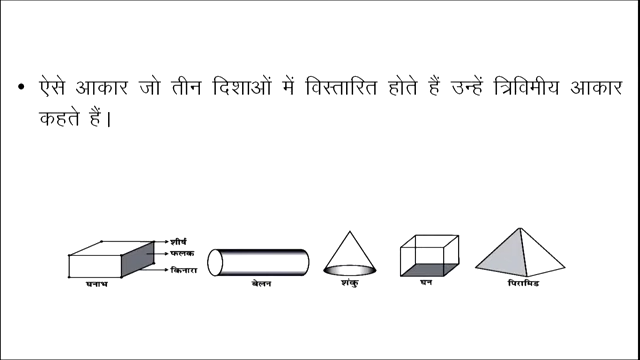 • ऐसे आकार जो तीन दिशाओं में विस्तारित होते हैं उन्हें त्रिविमीय आकार
कहते हैं।
शीर्ष
फलक
किनारा
घनाभ बेलन शंकु घन पिरामिड